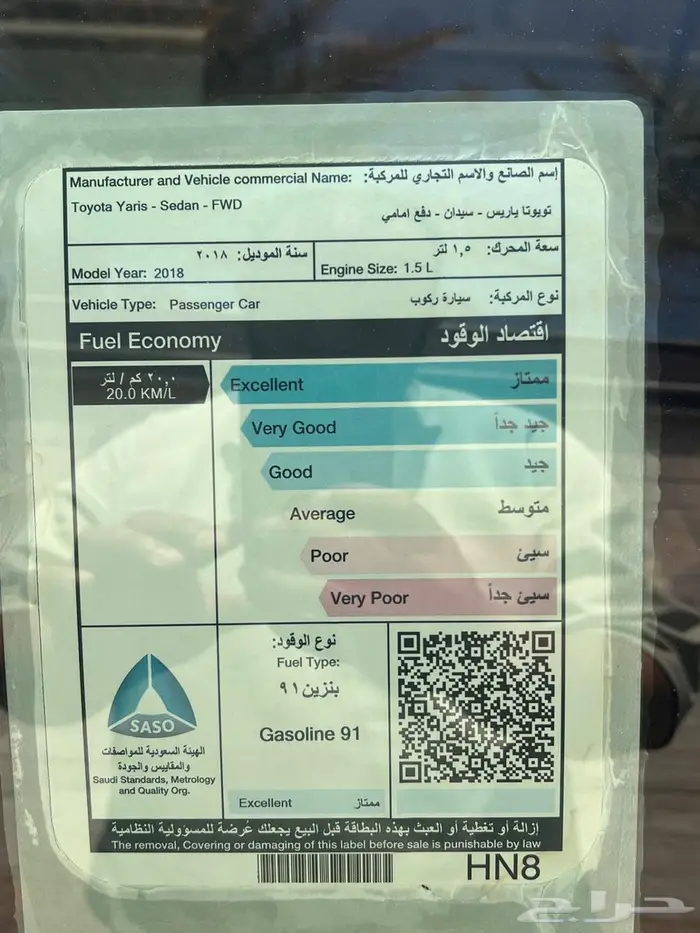 Manufacturer and Vehicle commercial Name: إسم الصانع والاسم التجاري للمركبة:
Toyota Yaris - Sedan - FWD
تويوتا ياريس - سيدان - دفع امامي
سنة الموديل: ٢٠١٨
Model Year: 2018
سعة المحرك: ١,٥ لتر
Engine Size: 1.5 L
Vehicle Type: Passenger Car نوع المركبة: سيارة ركوب
Fuel Economy اقتصاد الوقود
٢٠,٠ كم / لتر
20.0 KM/L
Excellent ممتاز
Very Good جيد جداً
Good جيد
Average متوسط
Poor سيئ
Very Poor سيئ جداً
SASO
الهيئة السعودية للمواصفات
والمقاييس والجودة
Saudi Standards, Metrology
and Quality Org.
نوع الوقود:
Fuel Type:
بنزين ٩١
Gasoline 91
Excellent ممتاز
إزالة أو تغطية أو العبث بهذه البطاقة قبل البيع يجعلك عُرضة للمسؤولية النظامية
The removal, Covering or damaging of this label before sale is punishable by law
HN8
حراج